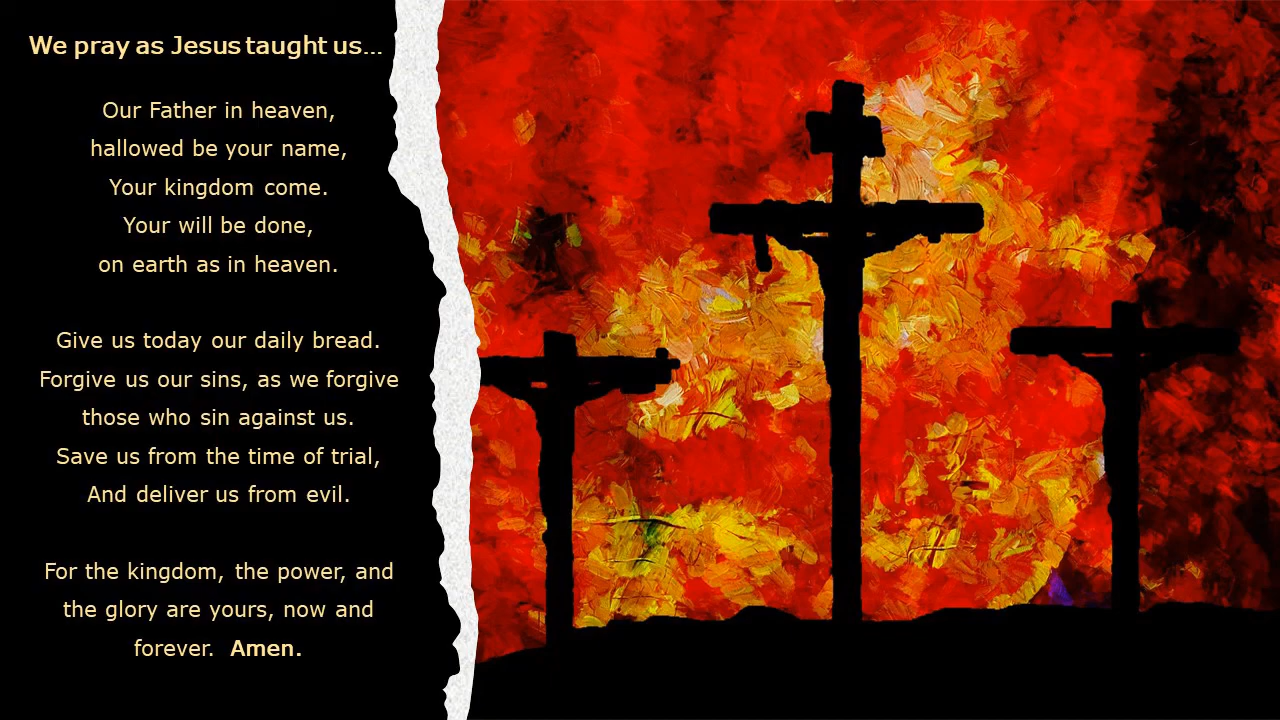 We pray as Jesus taught us...
Our Father in heaven,
hallowed be your name,
Your kingdom come.
Your will be done,
on earth as in heaven.
Give us today our daily bread.
Forgive us our sins, as we forgive
those who sin against us.
Save us from the time of trial,
And deliver us from evil.
For the kingdom, the power, and
the glory are yours, now and
forever.  Amen.